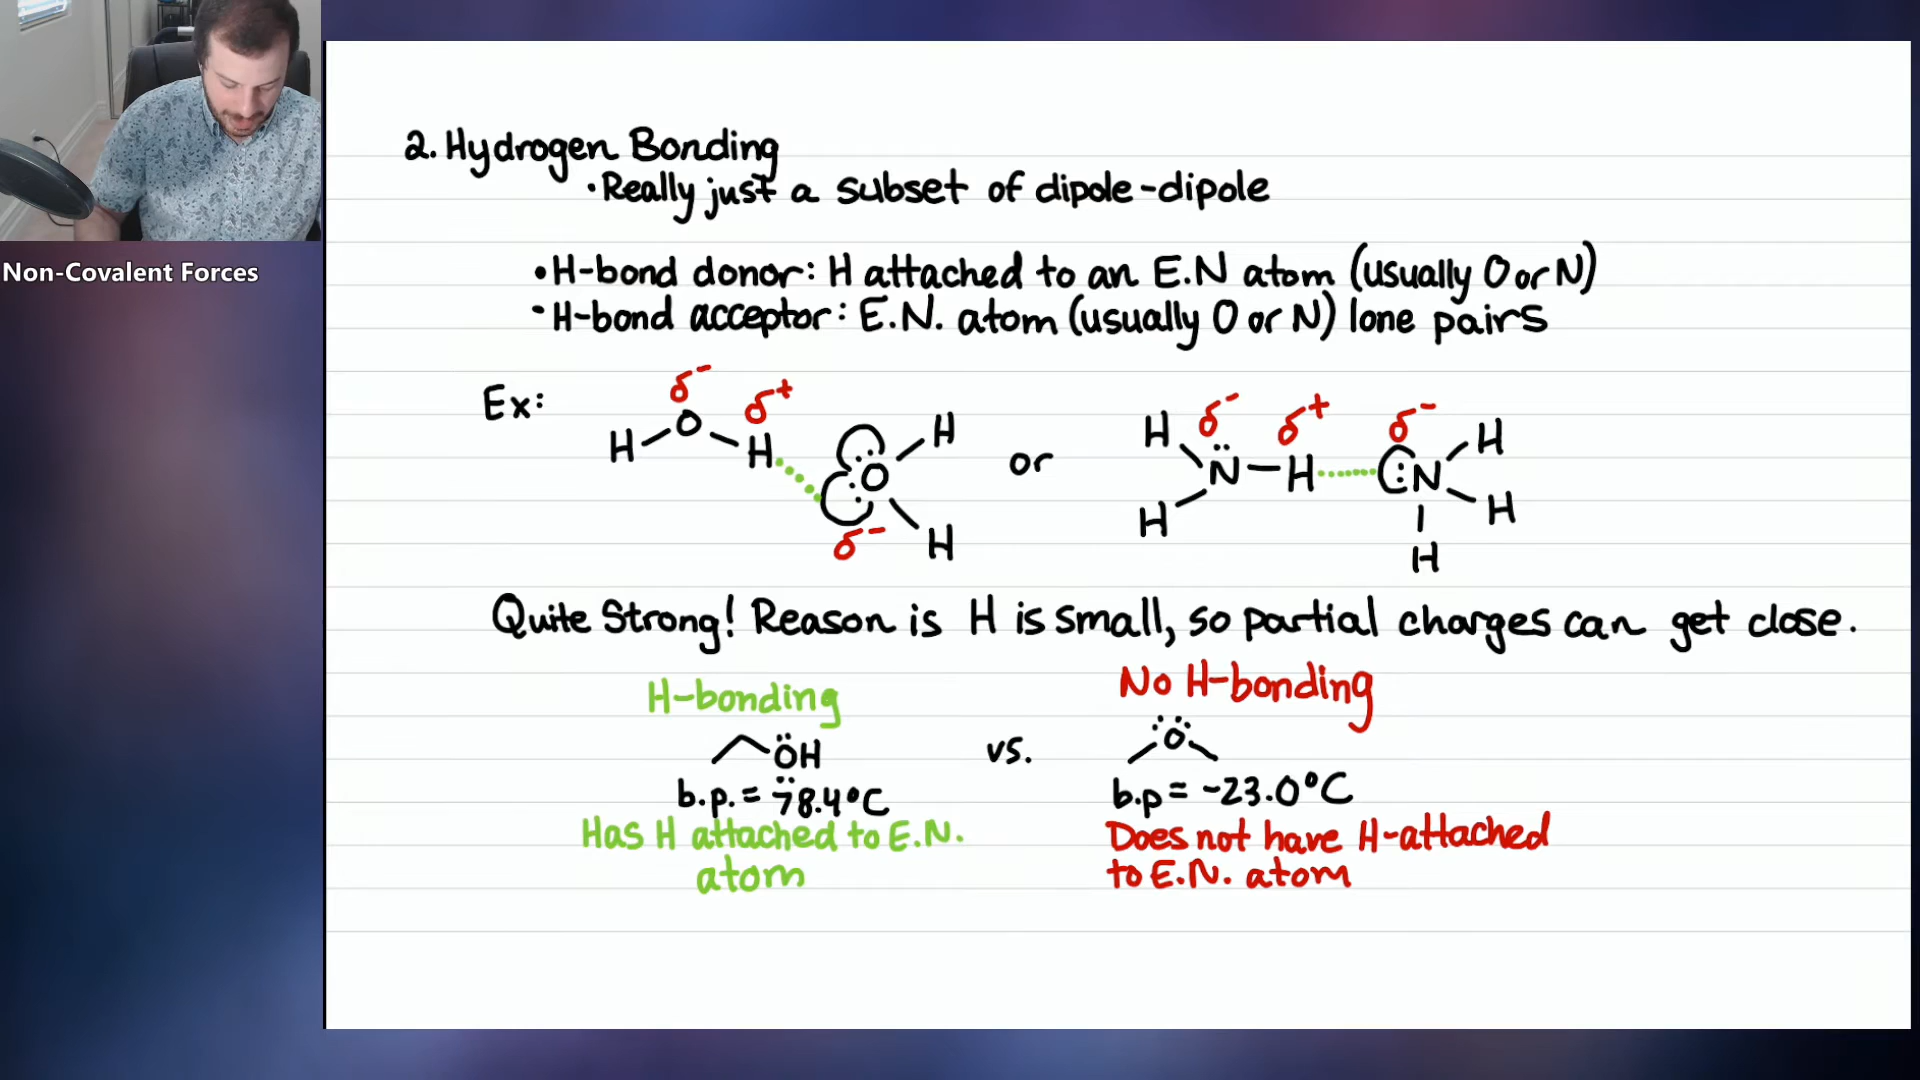 2. Hydrogen Bonding
·Really just a subset of dipole-dipole
Non-Covalent Forces
•H-bond donor: H attached to an E.N atom (usually O or N)
·H-bond acceptor: E.N. atom (usually O or N) lone pairs
Ex:
δ- δ+
H O H
O H H
δ-
or
δ- δ+ δ-
H H N H
N H H H
Quite Strong! Reason is H is small, so partial charges can get close.
H-bonding
No H-bonding
ÖH
vs.
O
b.p. = 78.4°C
b.p = -23.0°C
Has H attached to E.N.
atom
Does not have H-attached
to E.N. atom